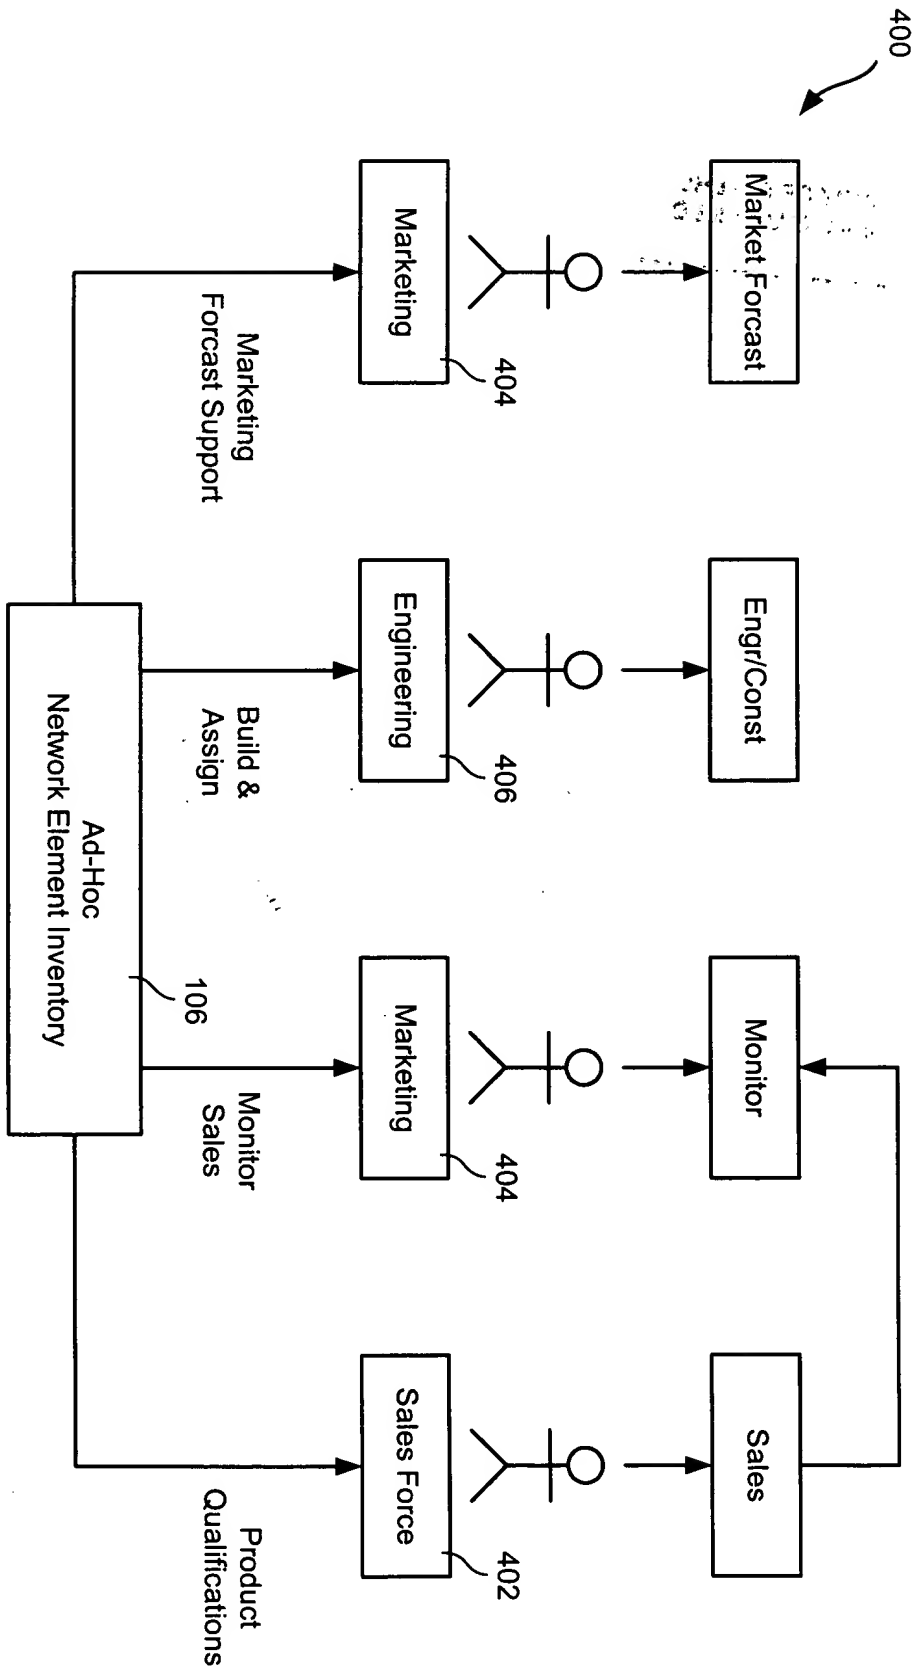 400
Market Forcast
Engr/Const
Monitor
Sales
Marketing
404
Engineering
406
Marketing
404
Sales Force
402
Marketing
Forcast Support
Build &
Assign
Monitor
Sales
Product
Qualifications
Ad-Hoc
Network Element Inventory
106